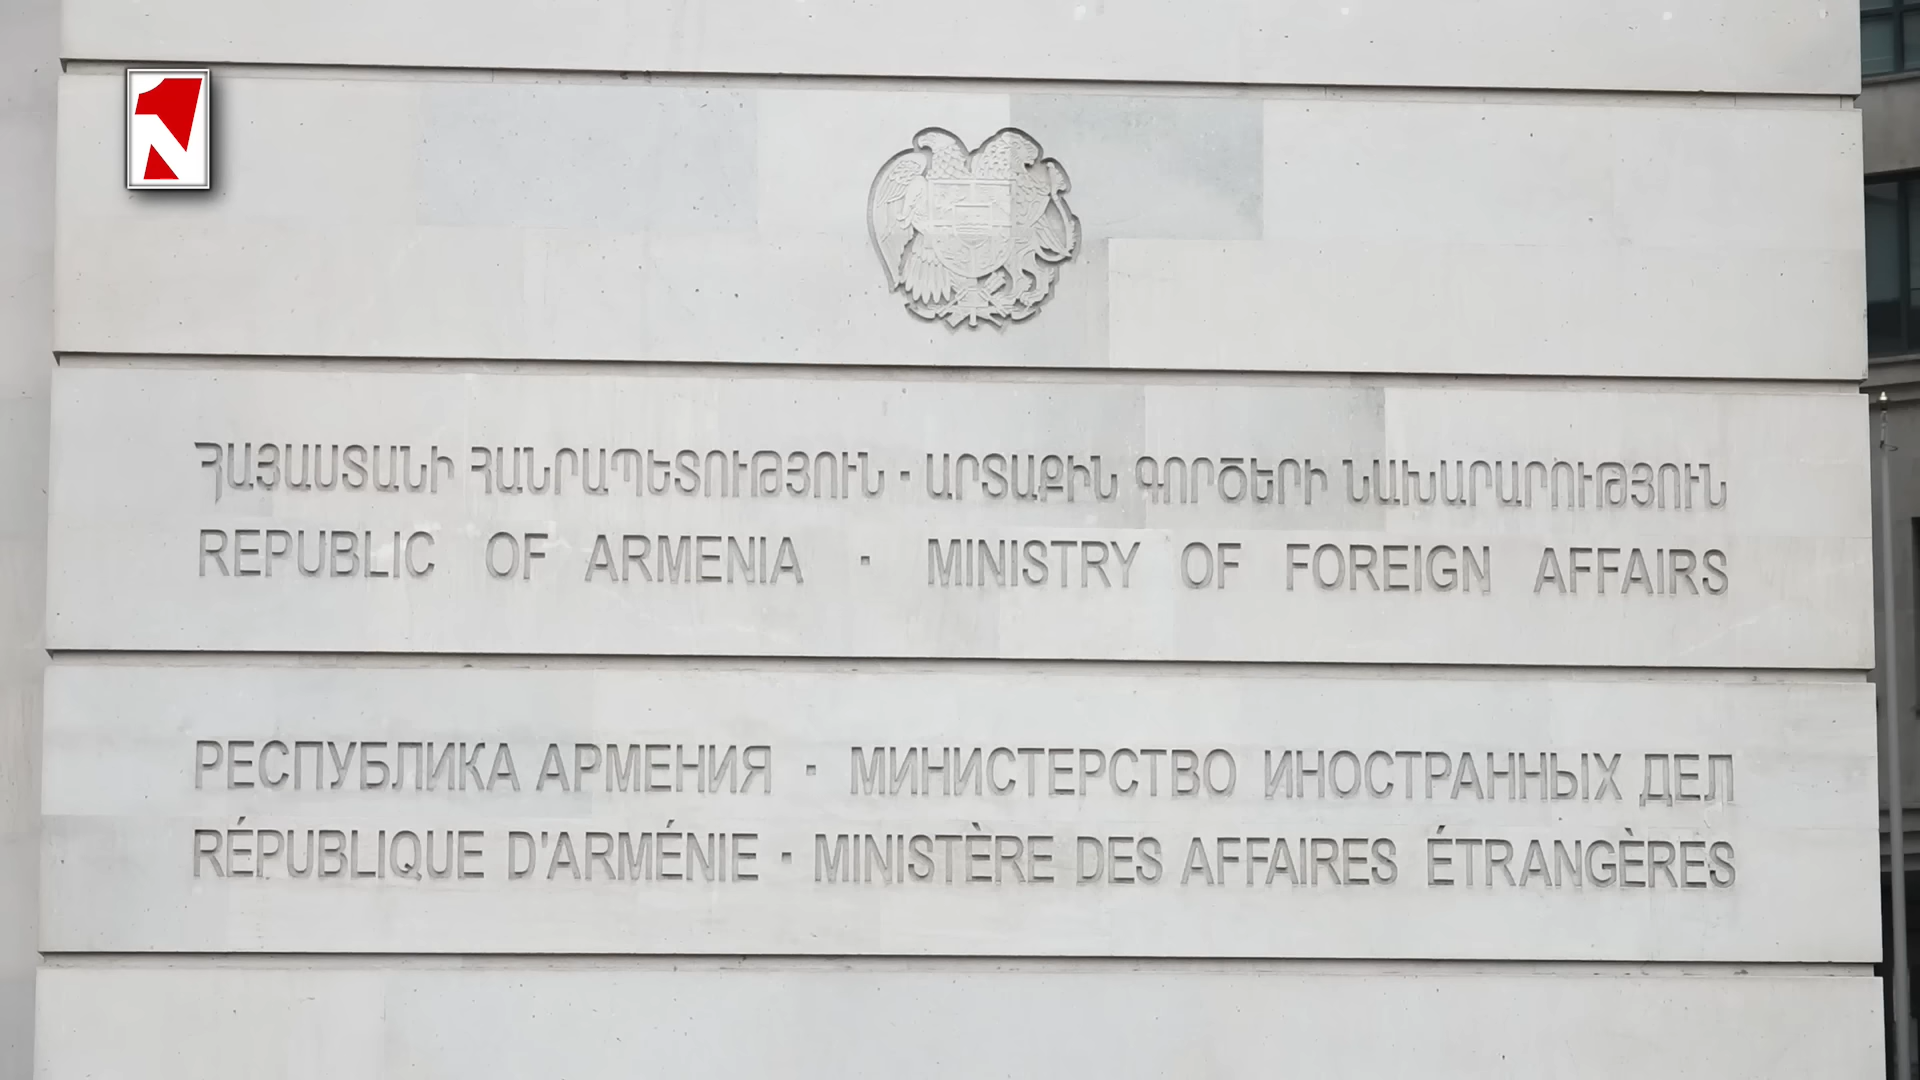 1N
ՀԱՅԱՍՏԱՆԻ ՀԱՆՐԱՊԵՏՈՒԹՅՈՒՆ - ԱՐՏԱՔԻՆ ԳՈՐԾԵՐԻ ՆԱԽԱՐԱՐՈՒԹՅՈՒՆ
REPUBLIC OF ARMENIA - MINISTRY OF FOREIGN AFFAIRS
РЕСПУБЛИКА АРМЕНИЯ - МИНИСТЕРСТВО ИНОСТРАННЫХ ДЕЛ
RÉPUBLIQUE D'ARMÉNIE - MINISTÈRE DES AFFAIRES ÉTRANGÈRES